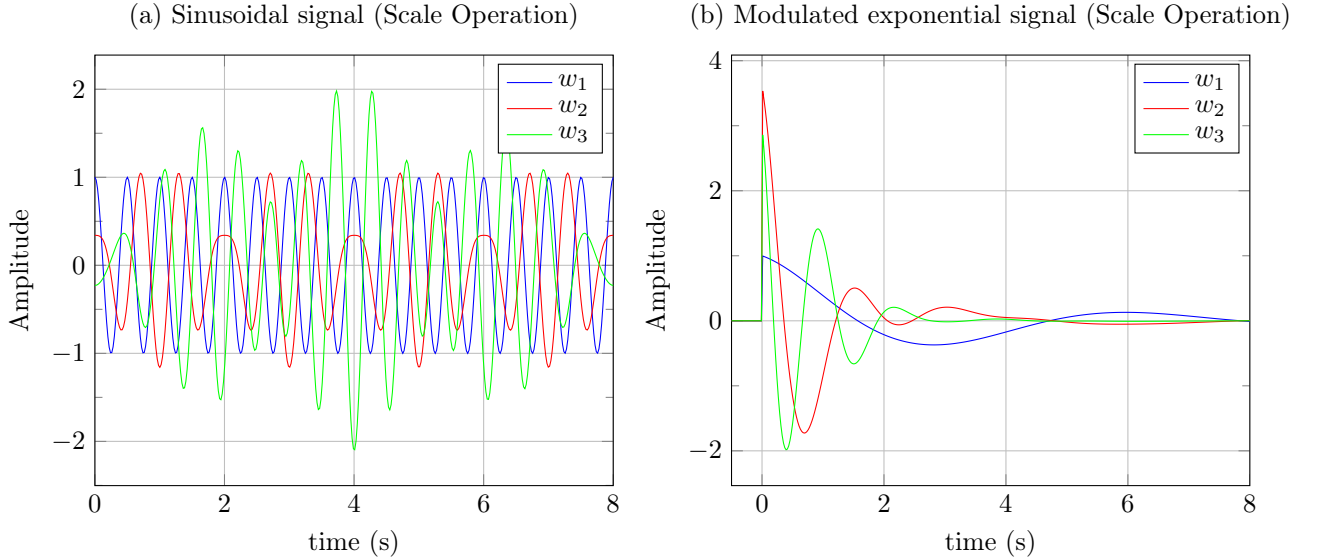 (a) Sinusoidal signal (Scale Operation)
2
1
0
−1
−2
0
2
4
6
8
Amplitude
time (s)
w1
w2
w3
(b) Modulated exponential signal (Scale Operation)
4
2
0
−2
0
2
4
6
8
Amplitude
time (s)
w1
w2
w3